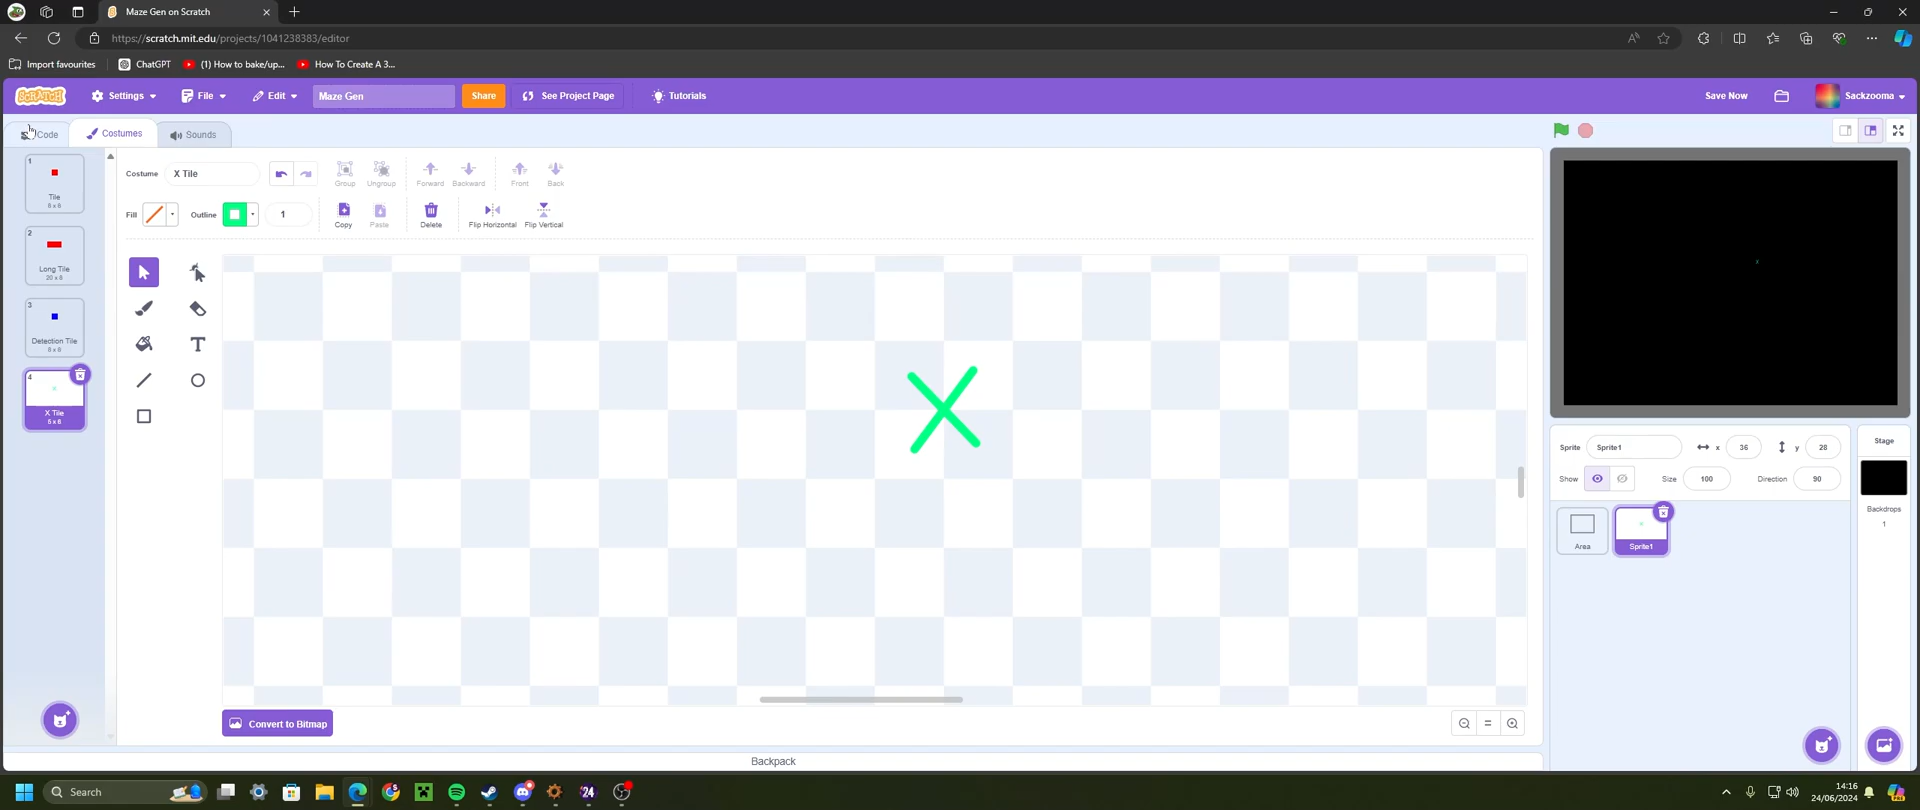 Maze Gen on Scratch
https://scratch.mit.edu/projects/1041238383/editor
Import favourites
ChatGPT
(1) How to bake/up...
How To Create A 3...
SCRATCH
Settings
File
Edit
Maze Gen
Share
See Project Page
Tutorials
Save Now
Sackzooma
Code
Costumes
Sounds
1
Tile
8 x 8
2
Long Tile
20 x 8
3
Detection Tile
8 x 8
4
X Tile
5 x 6
Costume
X Tile
Group
Ungroup
Forward
Backward
Front
Back
Fill
Outline
1
Copy
Paste
Delete
Flip Horizontal
Flip Vertical
T
Convert to Bitmap
Backpack
Sprite
Sprite1
x
36
y
28
Show
Size
100
Direction
90
Area
Sprite1
Stage
Backdrops
1
Search
24
14:16
24/06/2024